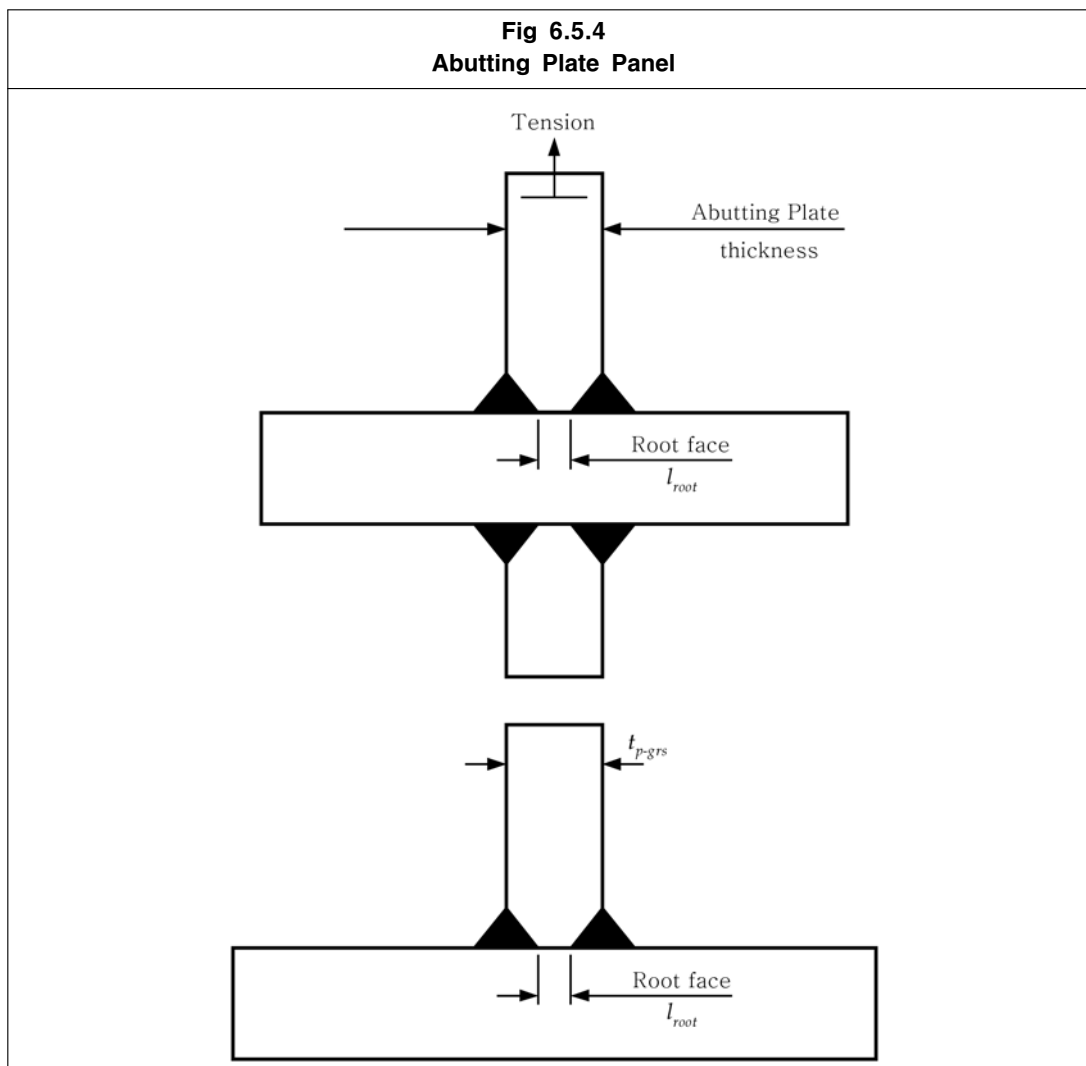 Fig 6.5.4
Abutting Plate Panel
Tension
Abutting Plate
thickness
Root face
l_root
t_p-grs
Root face
l_root